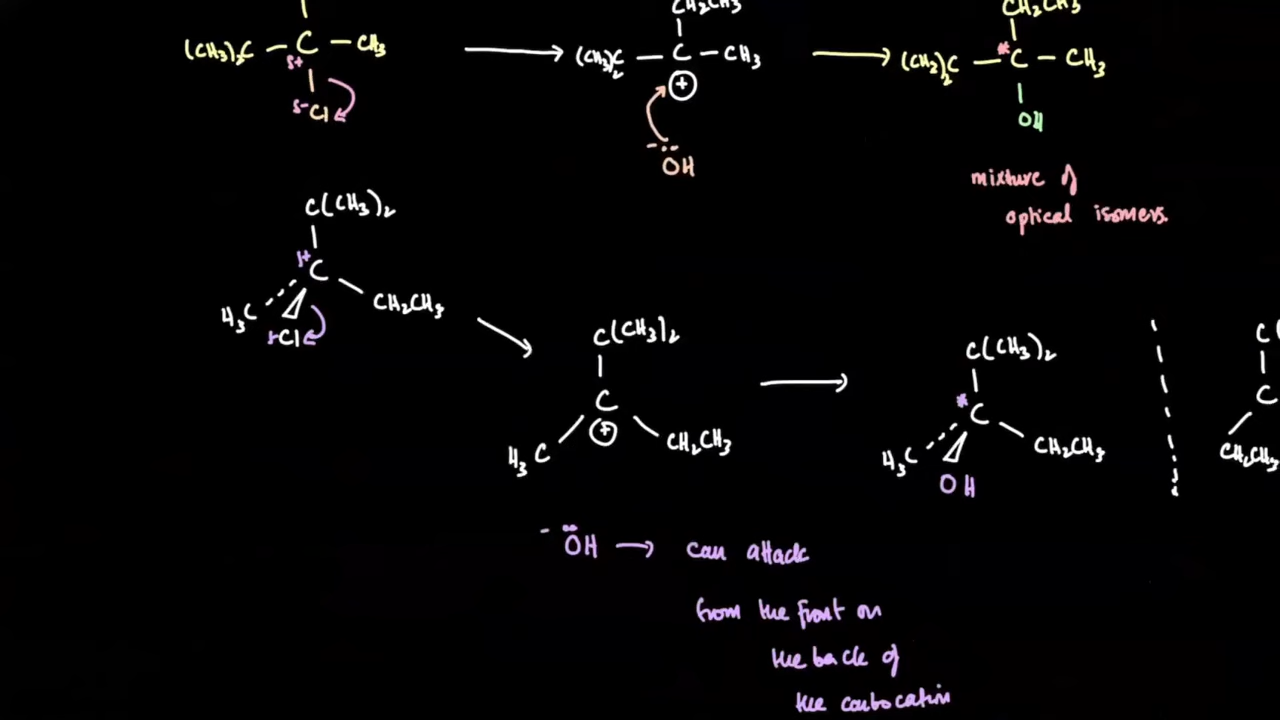 CH₂CH₃ CH₂CH₃
(CH₃)₂C — C — CH₃ ⟶ (CH₃)₂C — C — CH₃ ⟶ (CH₂)₂C — *C — CH₃
δ+
δ- Cl ⊕ OH
-:OH
mixture of
optical isomers.
C(CH₃)₂
δ+ C
H₃C CH₂CH₃
δ-Cl
C(CH₃)₂ C(CH₃)₂ C(
C * C C
⊕
H₃C CH₂CH₃ H₃C CH₂CH₃ CH₂CH₃
OH
- :OH ⟶ can attack
from the front or
the back of
the carbocation